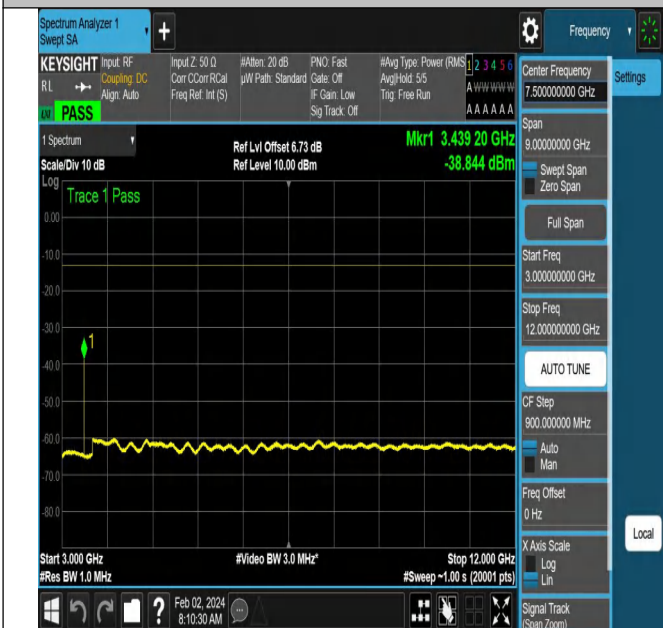 Spectrum Analyzer 1
Swept SA
+
Frequency
KEYSIGHT
RL
LXI
PASS
Input: RF
Coupling: DC
Align: Auto
Input Z: 50 Ω
Corr CCorr RCal
Freq Ref: Int (S)
#Atten: 20 dB
µW Path: Standard
PNO: Fast
Gate: Off
IF Gain: Low
Sig Track: Off
#Avg Type: Power (RMS
Avg|Hold: 5/5
Trig: Free Run
1 2 3 4 5 6
A W W W W W
A A A A A A
Center Frequency
7.500000000 GHz
Settings
Span
9.00000000 GHz
Swept Span
Zero Span
Full Span
Start Freq
3.000000000 GHz
Stop Freq
12.000000000 GHz
AUTO TUNE
CF Step
900.000000 MHz
Auto
Man
Freq Offset
0 Hz
X Axis Scale
Log
Lin
Signal Track
(Span Zoom)
Local
1 Spectrum
Scale/Div 10 dB
Log
Ref Lvl Offset 6.73 dB
Ref Level 10.00 dBm
Mkr1 3.439 20 GHz
-38.844 dBm
Trace 1 Pass
0.00
-10.0
-20.0
-30.0
1
-40.0
-50.0
-60.0
-70.0
-80.0
Start 3.000 GHz
#Res BW 1.0 MHz
#Video BW 3.0 MHz*
Stop 12.000 GHz
#Sweep ~1.00 s (20001 pts)
?
Feb 02, 2024
8:10:30 AM